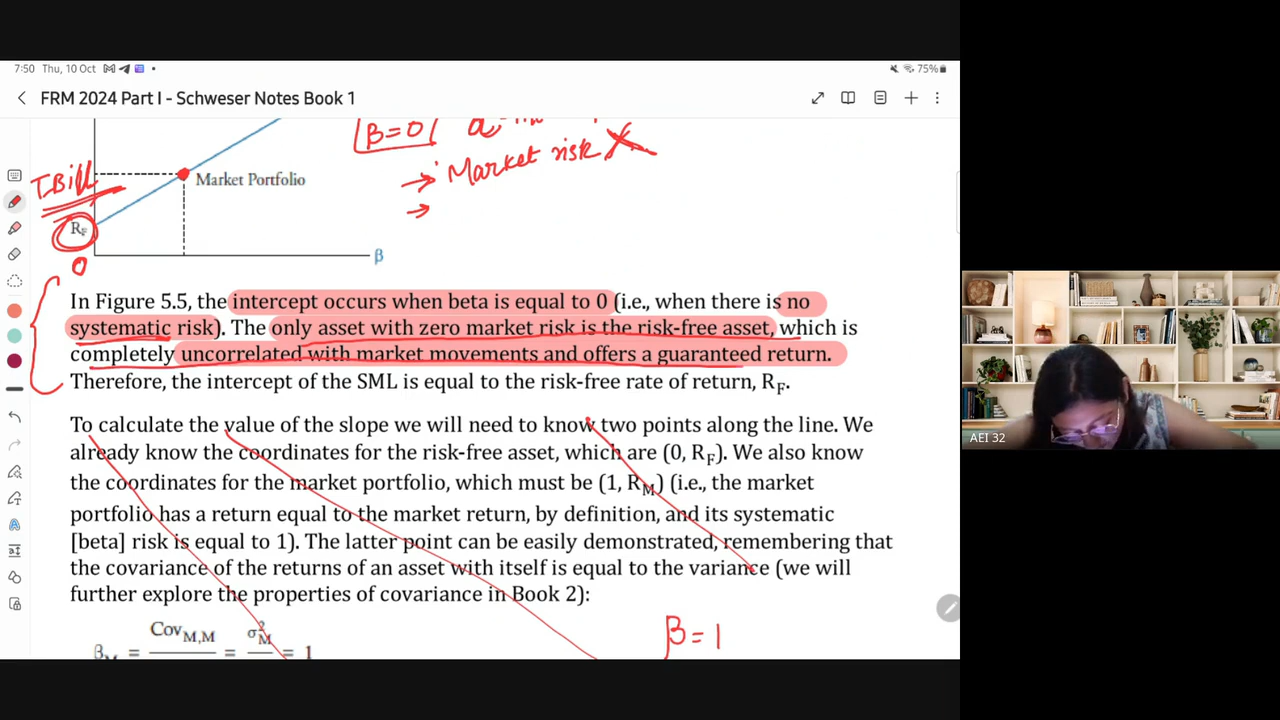 7:50 Thu, 10 Oct
75%
FRM 2024 Part I - Schweser Notes Book 1
β=0
→ Market risk
→
T.Bill
Market Portfolio
RF
0
β
In Figure 5.5, the intercept occurs when beta is equal to 0 (i.e., when there is no
systematic risk). The only asset with zero market risk is the risk-free asset, which is
completely uncorrelated with market movements and offers a guaranteed return.
Therefore, the intercept of the SML is equal to the risk-free rate of return, RF.
To calculate the value of the slope we will need to know two points along the line. We
already know the coordinates for the risk-free asset, which are (0, RF). We also know
the coordinates for the market portfolio, which must be (1, RM) (i.e., the market
portfolio has a return equal to the market return, by definition, and its systematic
[beta] risk is equal to 1). The latter point can be easily demonstrated, remembering that
the covariance of the returns of an asset with itself is equal to the variance (we will
further explore the properties of covariance in Book 2):
βM = CovM,M = σ²M = 1
β = 1
AEI 32